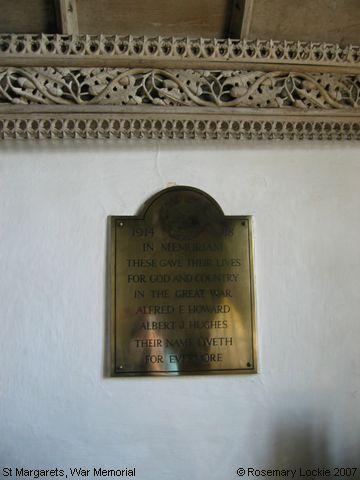 1914 18
IN MEMORIAM
THESE GAVE THEIR LIVES
FOR GOD AND COUNTRY
IN THE GREAT WAR
ALFRED E HOWARD
ALBERT J HUGHES
THEIR NAME LIVETH
FOR EVERMORE
St Margarets, War Memorial
©Rosemary Lockie 2007